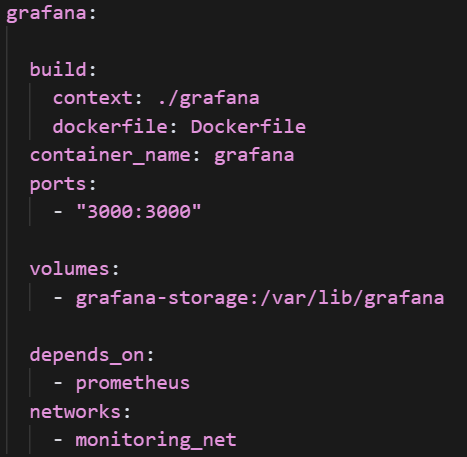 grafana:
build:
context: ./grafana
dockerfile: Dockerfile
container_name: grafana
ports:
- "3000:3000"
volumes:
- grafana-storage:/var/lib/grafana
depends_on:
- prometheus
networks:
- monitoring_net